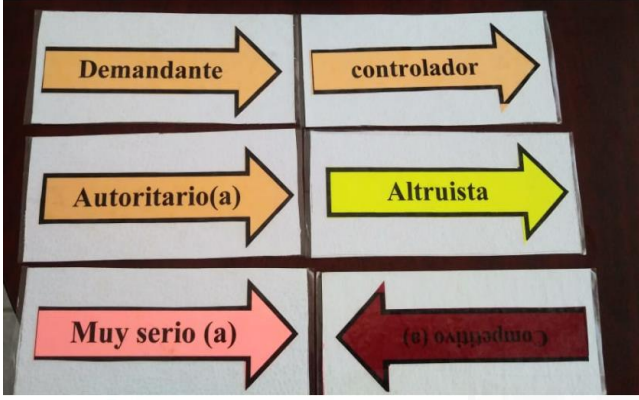 Demandante
controlador
Autoritario(a)
Altruista
Muy serio (a)
Competitivo (a)